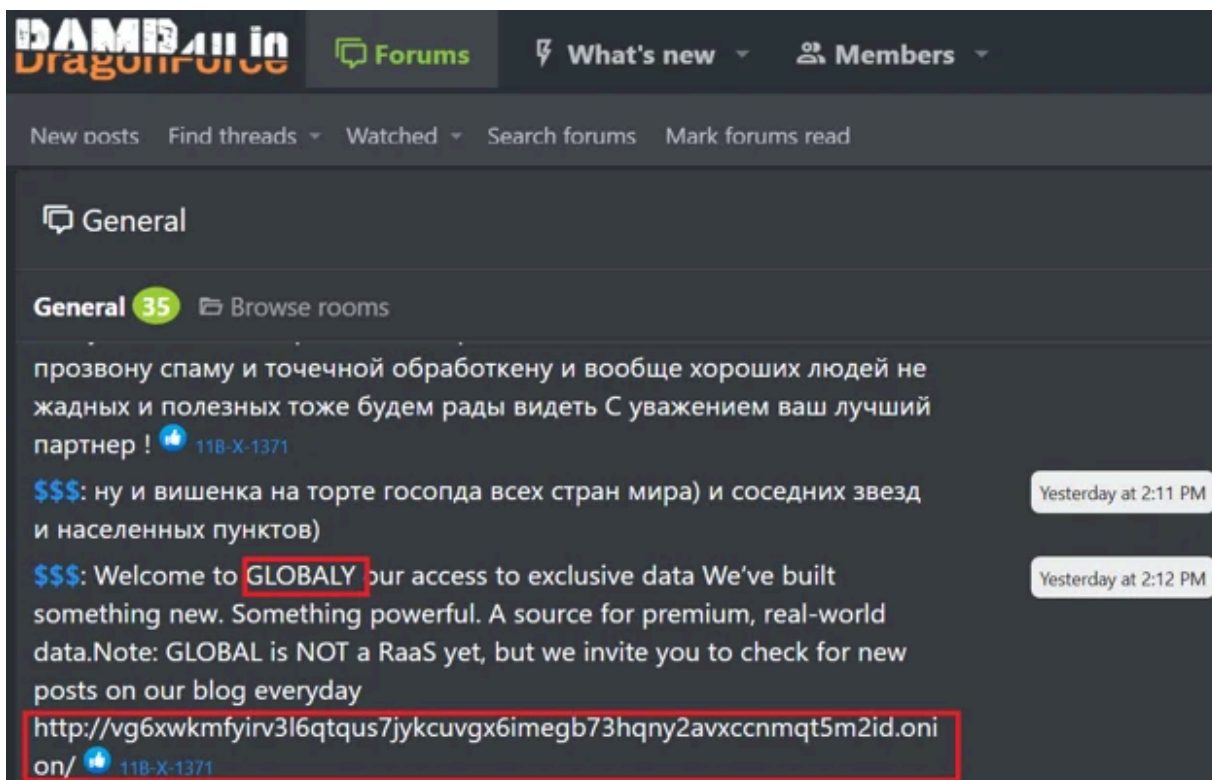 RAMP4u.io
DragonForce
Forums
What's new
Members
New posts Find threads Watched Search forums Mark forums read
General
General 35 Browse rooms
прозвону спаму и точечной обработкену и вообще хороших людей не
жадных и полезных тоже будем рады видеть С уважением ваш лучший
партнер ! 11B-X-1371
$$$: ну и вишенка на торте госопда всех стран мира) и соседних звезд
и населенных пунктов)
Yesterday at 2:11 PM
$$$: Welcome to GLOBALY our access to exclusive data We've built
something new. Something powerful. A source for premium, real-world
data.Note: GLOBAL is NOT a RaaS yet, but we invite you to check for new
posts on our blog everyday
http://vg6xwkmfyirv3l6qtqus7jykcuvgx6imegb73hqny2avxccnmqt5m2id.oni
on/ 11B-X-1371
Yesterday at 2:12 PM